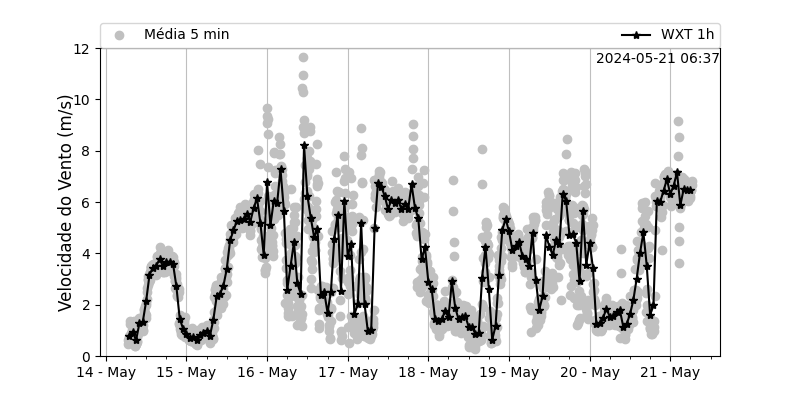 Média 5 min
WXT 1h
2024-05-21 06:37
Velocidade do Vento (m/s)
12
10
8
6
4
2
0
14 - May
15 - May
16 - May
17 - May
18 - May
19 - May
20 - May
21 - May